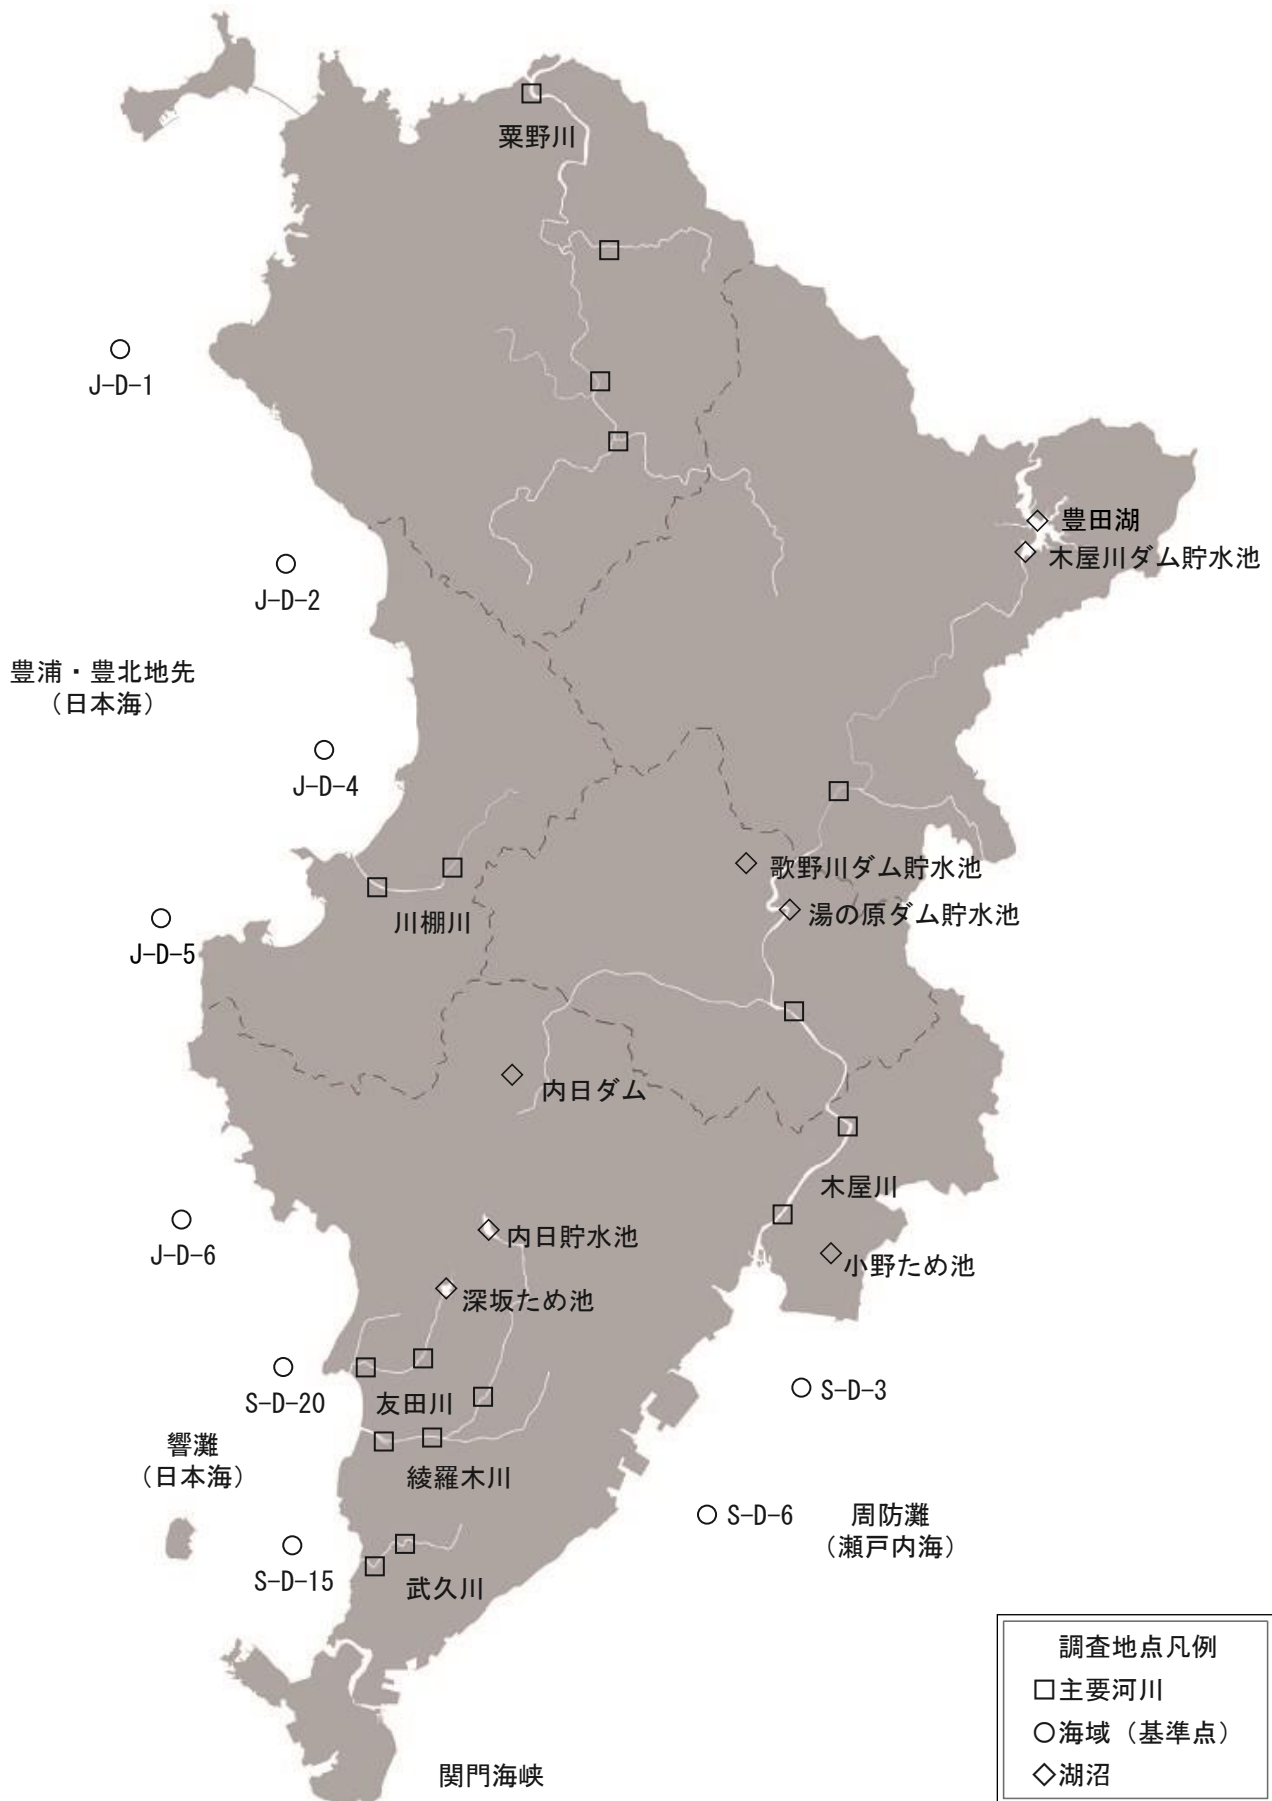 粟野川
J-D-1
豊田湖
木屋川ダム貯水池
J-D-2
豊浦・豊北地先
（日本海）
J-D-4
歌野川ダム貯水池
湯の原ダム貯水池
川棚川
J-D-5
内日ダム
木屋川
内日貯水池
J-D-6
小野ため池
深坂ため池
S-D-3
S-D-20
友田川
響灘
（日本海）
綾羅木川
S-D-6
周防灘
（瀬戸内海）
S-D-15
武久川
関門海峡
調査地点凡例
□主要河川
○海域（基準点）
◇湖沼